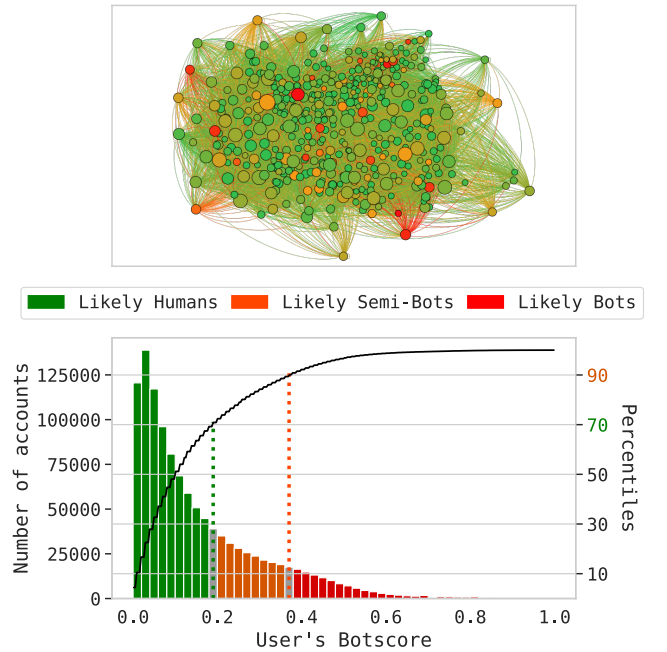 Likely Humans Likely Semi-Bots Likely Bots
Number of accounts
125000
100000
75000
50000
25000
0
90
70
50
30
10
Percentiles
0.0 0.2 0.4 0.6 0.8 1.0
User's Botscore